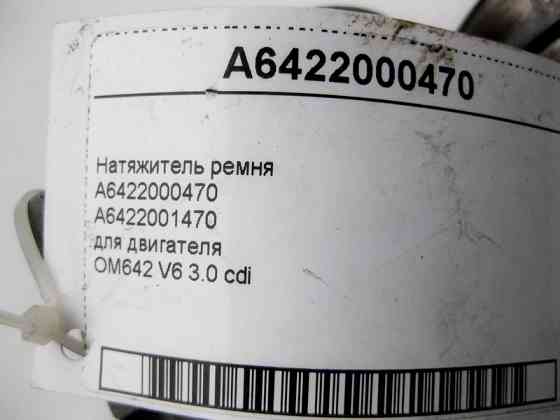 A6422000470
Натяжитель ремня
A6422000470
A6422001470
для двигателя
OM642 V6 3.0 cdi